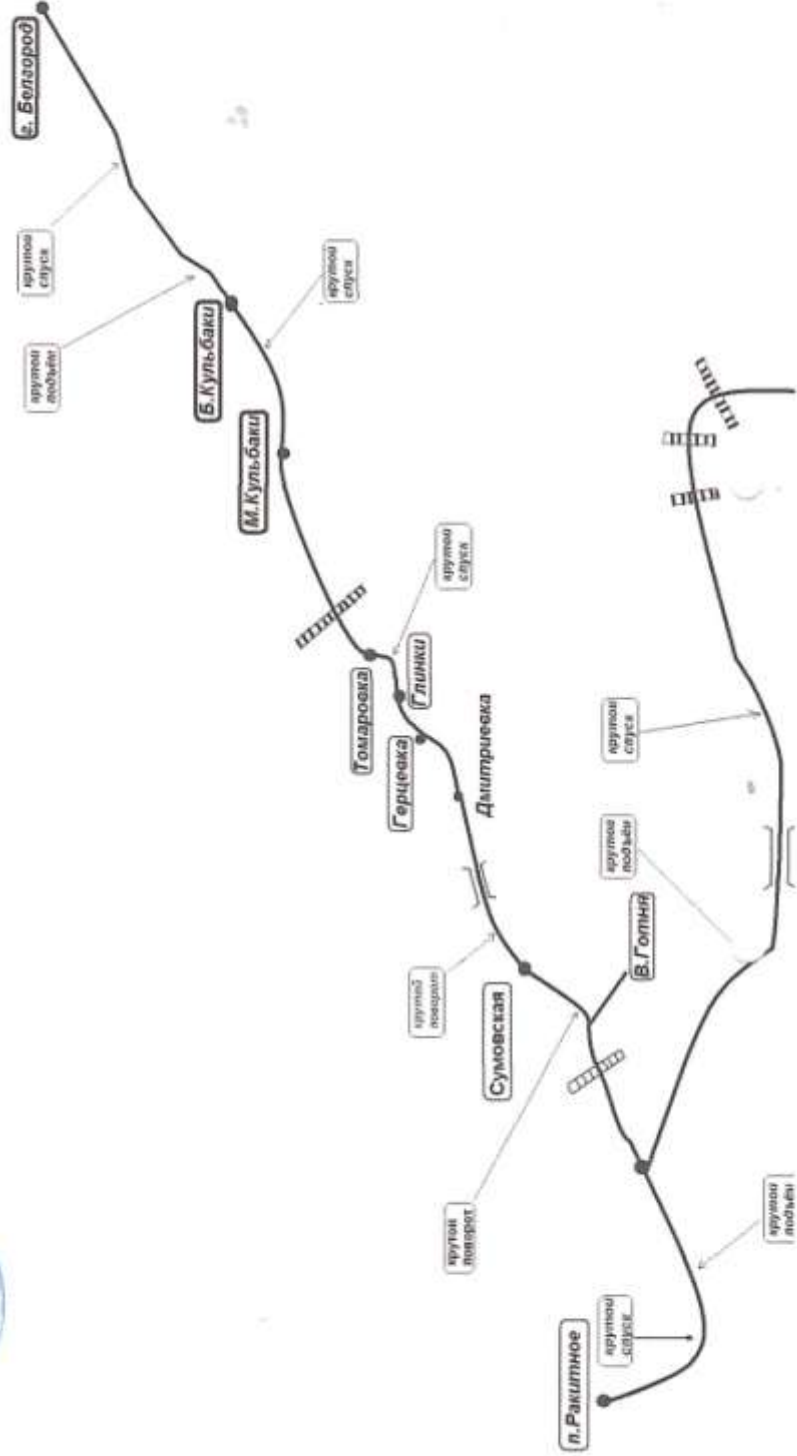 г. Белгород
крутой
спуск
крутой
подъём
Б.Кульбаки
М.Кульбаки
крутой
спуск
Томаровка
Герцевка
Глинки
крутой
спуск
крутой
поворот
Дмитриевка
Сумовская
крутой
поворот
п.Ракитное
крутой
спуск
крутой
подъём
крутой
спуск
В.Готня
крутой
подъём